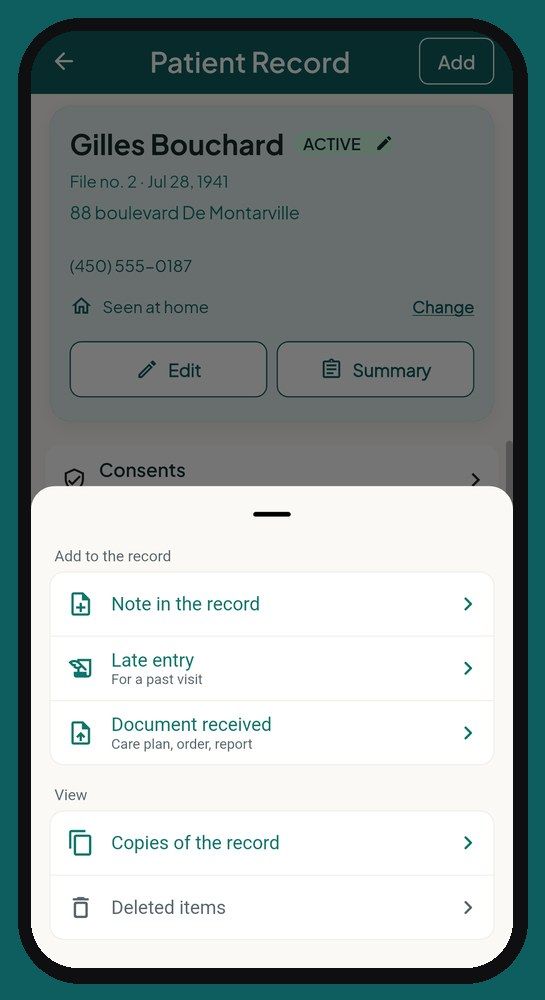 Patient Record
Add
Gilles Bouchard
ACTIVE
File no. 2 · Jul 28, 1941
88 boulevard De Montarville
(450) 555–0187
Seen at home
Change
Edit
Summary
Consents
Add to the record
Note in the record
Late entry
For a past visit
Document received
Care plan, order, report
View
Copies of the record
Deleted items